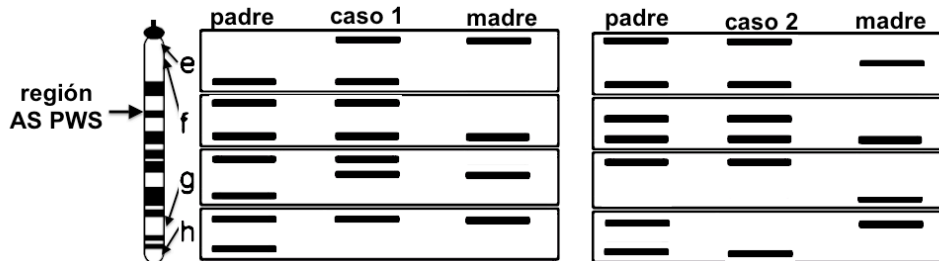 padre caso 1 madre
padre caso 2 madre
región
AS PWS
e
f
g
h